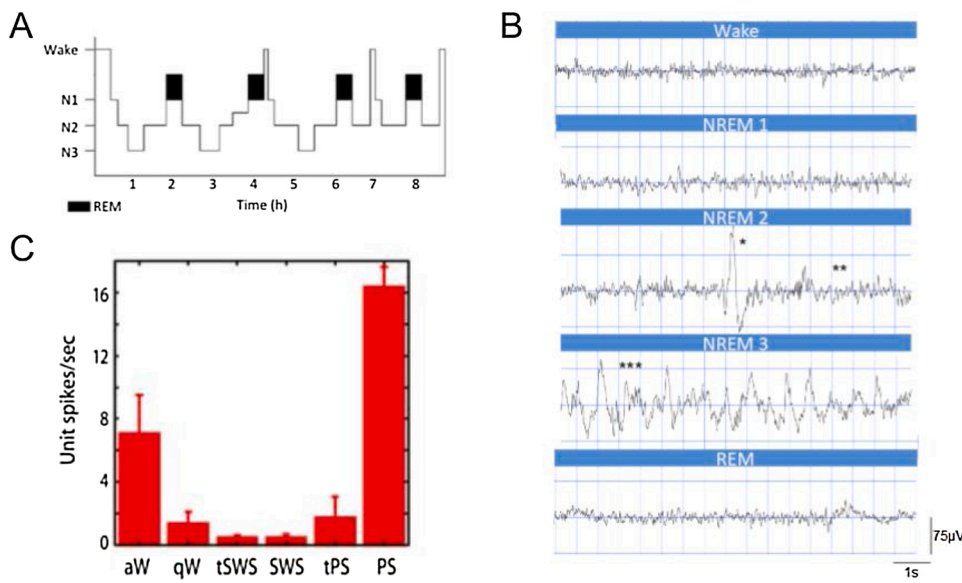 A
Wake
N1
N2
N3
1 2 3 4 5 6 7 8
REM
Time (h)
B
Wake
NREM 1
NREM 2
*
**
NREM 3
***
REM
75µV
1s
C
Unit spikes/sec
16
12
8
4
0
aW qW tSWS SWS tPS PS